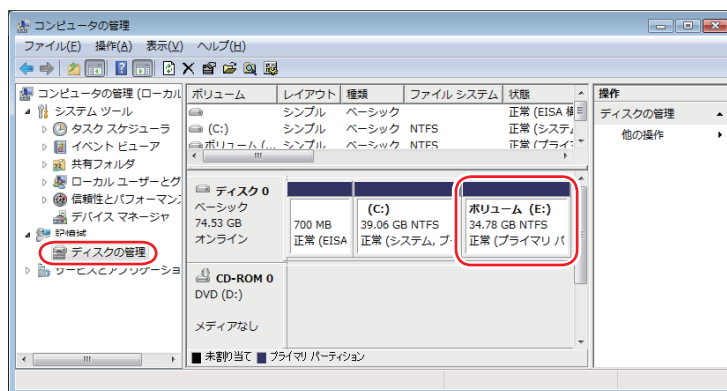 コンピュータの管理
ファイル(F) 操作(A) 表示(V) ヘルプ(H)
コンピュータの管理 (ローカル
システム ツール
タスク スケジューラ
イベント ビューア
共有フォルダ
ローカル ユーザーとグ
信頼性とパフォーマン
デバイス マネージャ
記憶域
ディスクの管理
サービスとアプリケーショ
ボリューム レイアウト 種類 ファイル システム 状態
シンプル ベーシック 正常 (EISA 構
(C:) シンプル ベーシック NTFS 正常 (システム
ボリューム (... シンプル ベーシック NTFS 正常 (プライ
ディスク 0
ベーシック
74.53 GB
オンライン
700 MB
正常 (EISA
(C:)
39.06 GB NTFS
正常 (システム, ブー
ボリューム (E:)
34.78 GB NTFS
正常 (プライマリ パ
CD-ROM 0
DVD (D:)
メディアなし
未割り当て プライマリ パーティション
操作
ディスクの管理
他の操作